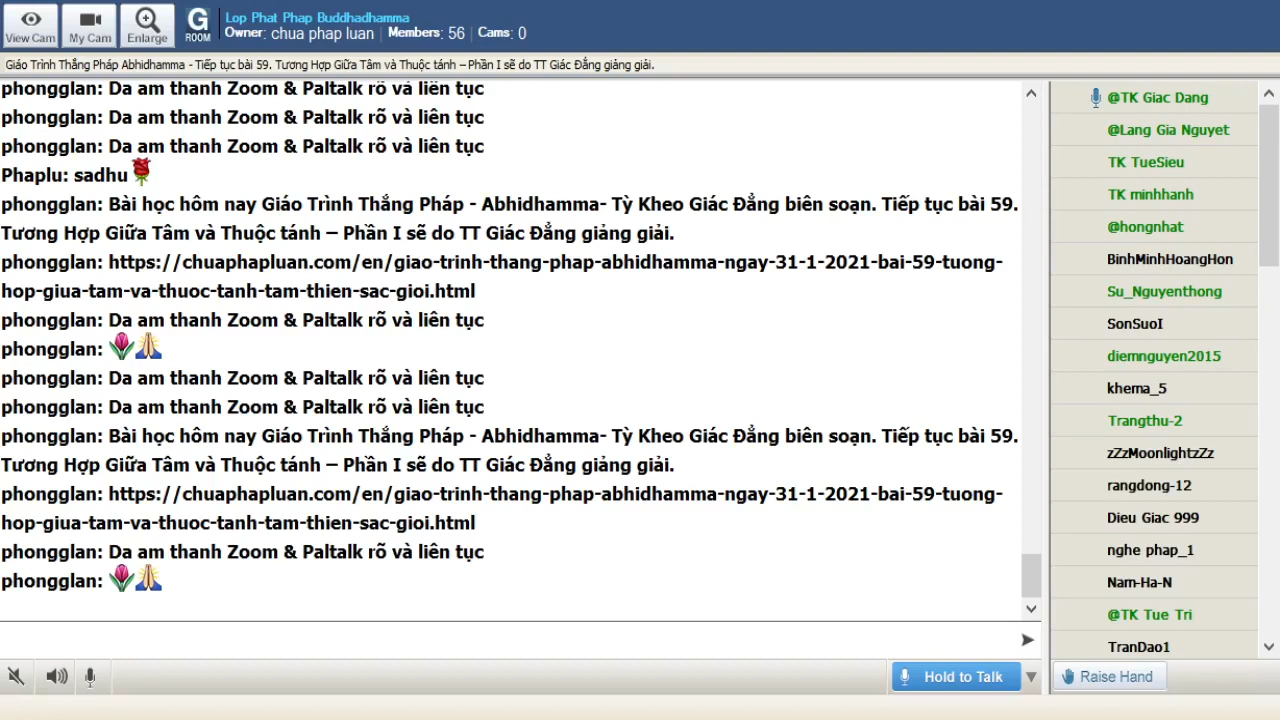 View Cam
My Cam
Enlarge
G
ROOM
Lop Phat Phap Buddhadhamma
Owner: chua phap luan
Members: 56
Cams: 0
Giáo Trình Thắng Pháp Abhidhamma - Tiếp tục bài 59. Tương Hợp Giữa Tâm và Thuộc tánh – Phần I sẽ do TT Giác Đẳng giảng giải.
phongglan: Da am thanh Zoom & Paltalk rõ và liên tục
phongglan: Da am thanh Zoom & Paltalk rõ và liên tục
phongglan: Da am thanh Zoom & Paltalk rõ và liên tục
Phaplu: sadhu
phongglan: Bài học hôm nay Giáo Trình Thắng Pháp - Abhidhamma- Tỳ Kheo Giác Đẳng biên soạn. Tiếp tục bài 59.
Tương Hợp Giữa Tâm và Thuộc tánh – Phần I sẽ do TT Giác Đẳng giảng giải.
phongglan: https://chuaphapluan.com/en/giao-trinh-thang-phap-abhidhamma-ngay-31-1-2021-bai-59-tuong-
hop-giua-tam-va-thuoc-tanh-tam-thien-sac-gioi.html
phongglan: Da am thanh Zoom & Paltalk rõ và liên tục
phongglan:
phongglan: Da am thanh Zoom & Paltalk rõ và liên tục
phongglan: Da am thanh Zoom & Paltalk rõ và liên tục
phongglan: Bài học hôm nay Giáo Trình Thắng Pháp - Abhidhamma- Tỳ Kheo Giác Đẳng biên soạn. Tiếp tục bài 59.
Tương Hợp Giữa Tâm và Thuộc tánh – Phần I sẽ do TT Giác Đẳng giảng giải.
phongglan: https://chuaphapluan.com/en/giao-trinh-thang-phap-abhidhamma-ngay-31-1-2021-bai-59-tuong-
hop-giua-tam-va-thuoc-tanh-tam-thien-sac-gioi.html
phongglan: Da am thanh Zoom & Paltalk rõ và liên tục
phongglan:
@TK Giac Dang
@Lang Gia Nguyet
TK TueSieu
TK minhhanh
@hongnhat
BinhMinhHoangHon
Su_Nguyenthong
SonSuoI
diemnguyen2015
khema_5
Trangthu-2
zZzMoonlightzZz
rangdong-12
Dieu Giac 999
nghe phap_1
Nam-Ha-N
@TK Tue Tri
TranDao1
Hold to Talk
Raise Hand